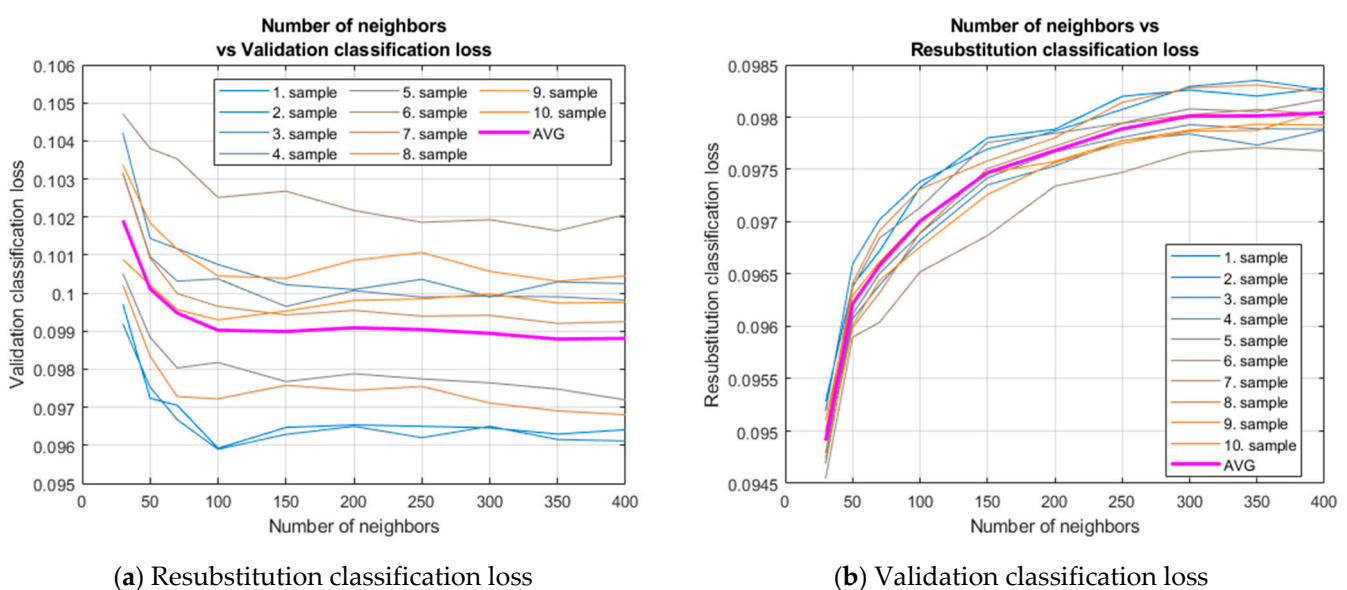 Number of neighbors
vs Validation classification loss
Validation classification loss
0.106
0.105
0.104
0.103
0.102
0.101
0.1
0.099
0.098
0.097
0.096
0.095
0 50 100 150 200 250 300 350 400
Number of neighbors
1. sample 5. sample 9. sample
2. sample 6. sample 10. sample
3. sample 7. sample AVG
4. sample 8. sample
(a) Resubstitution classification loss
Number of neighbors vs
Resubstitution classification loss
Resubstitution classification loss
0.0985
0.098
0.0975
0.097
0.0965
0.096
0.0955
0.095
0.0945
0 50 100 150 200 250 300 350 400
Number of neighbors
1. sample
2. sample
3. sample
4. sample
5. sample
6. sample
7. sample
8. sample
9. sample
10. sample
AVG
(b) Validation classification loss